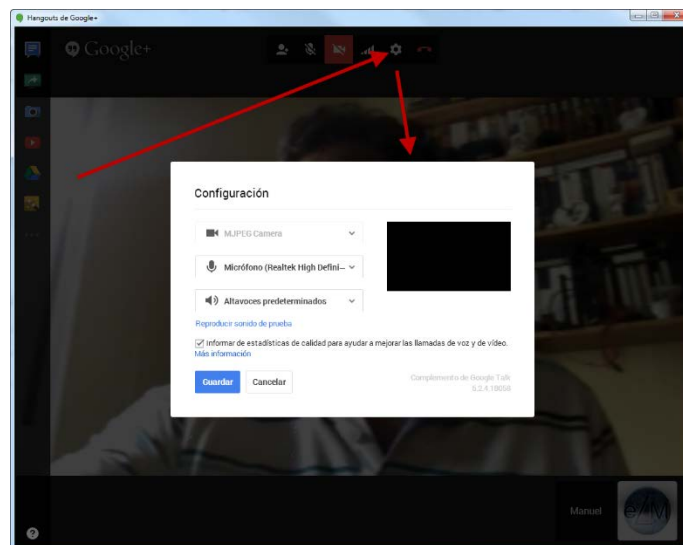 Hangouts de Google+
Google+
Configuración
MJPEG Camera
Micrófono (Realtek High Defini—
Altavoces predeterminados
Reproducir sonido de prueba
Informar de estadísticas de calidad para ayudar a mejorar las llamadas de voz y de vídeo.
Más información
Guardar Cancelar
Complemento de Google Talk
5.2.4.18058
Manuel